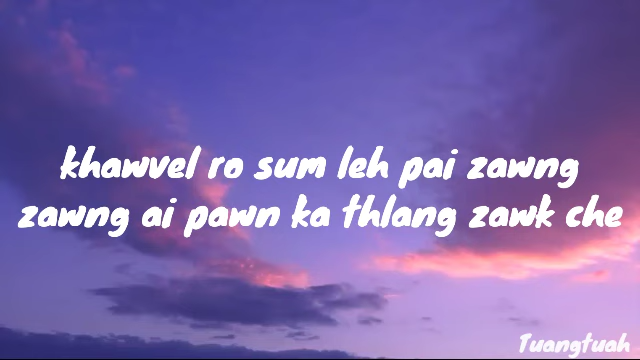 khawvel ro sum leh pai zawng
zawng ai pawn ka thlang zawk che
Tuangtuah